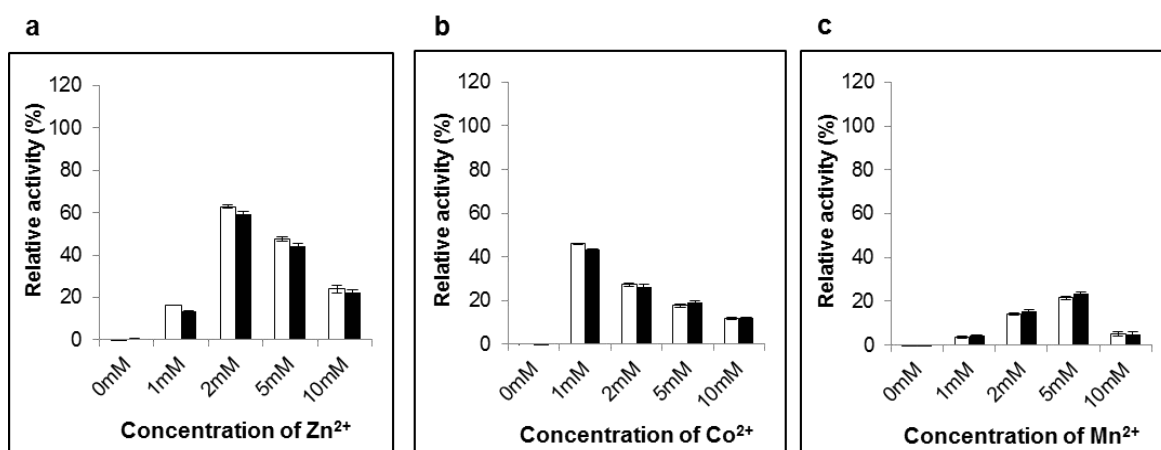 a
Relative activity (%)
120
100
80
60
40
20
0
0mM
1mM
2mM
5mM
10mM
Concentration of Zn²⁺
b
Relative activity (%)
120
100
80
60
40
20
0
0mM
1mM
2mM
5mM
10mM
Concentration of Co²⁺
c
Relative activity (%)
120
100
80
60
40
20
0
0mM
1mM
2mM
5mM
10mM
Concentration of Mn²⁺